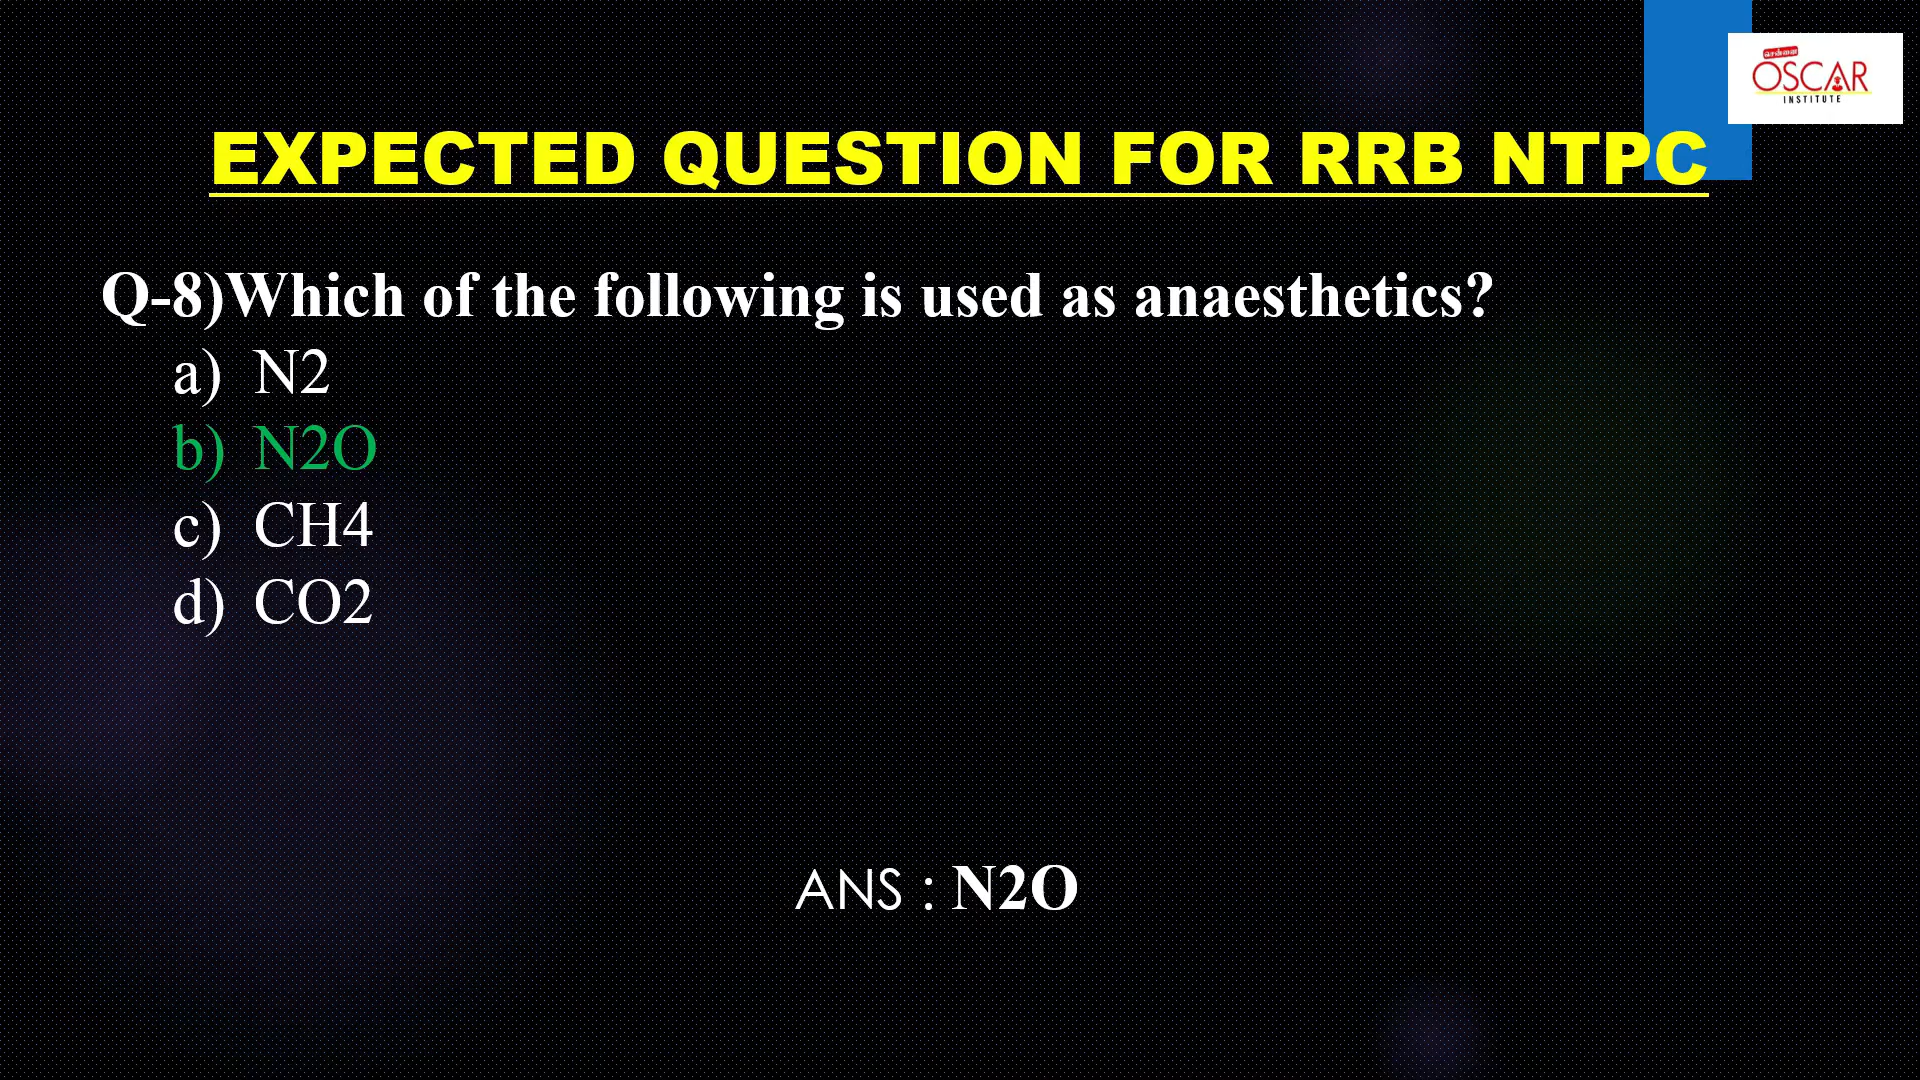 சென்னை
OSCAR
INSTITUTE
EXPECTED QUESTION FOR RRB NTPC
Q-8)Which of the following is used as anaesthetics?
a) N2
b) N2O
c) CH4
d) CO2
ANS : N2O